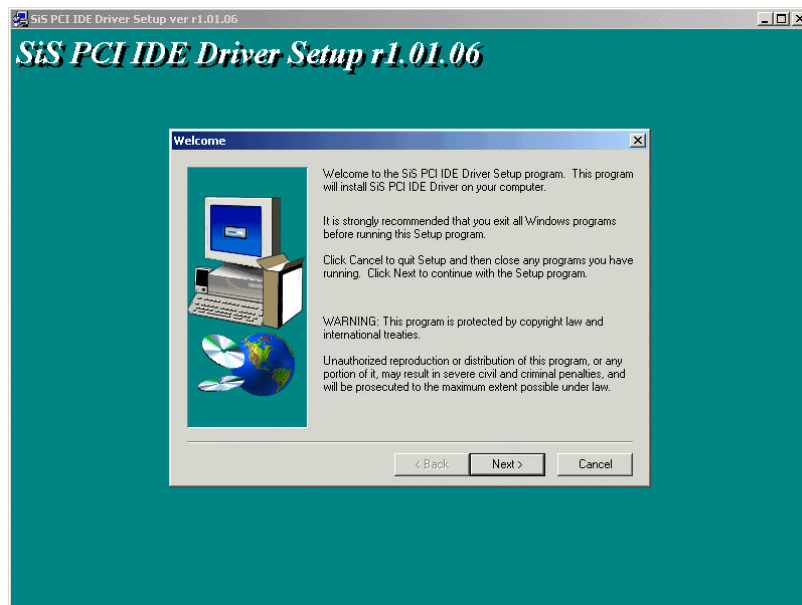 SiS PCI IDE Driver Setup ver r1.01.06
SiS PCI IDE Driver Setup r1.01.06
Welcome
Welcome to the SiS PCI IDE Driver Setup program. This program
will install SiS PCI IDE Driver on your computer.
It is strongly recommended that you exit all Windows programs
before running this Setup program.
Click Cancel to quit Setup and then close any programs you have
running. Click Next to continue with the Setup program.
WARNING: This program is protected by copyright law and
international treaties.
Unauthorized reproduction or distribution of this program, or any
portion of it, may result in severe civil and criminal penalties, and
will be prosecuted to the maximum extent possible under law.
< Back Next > Cancel